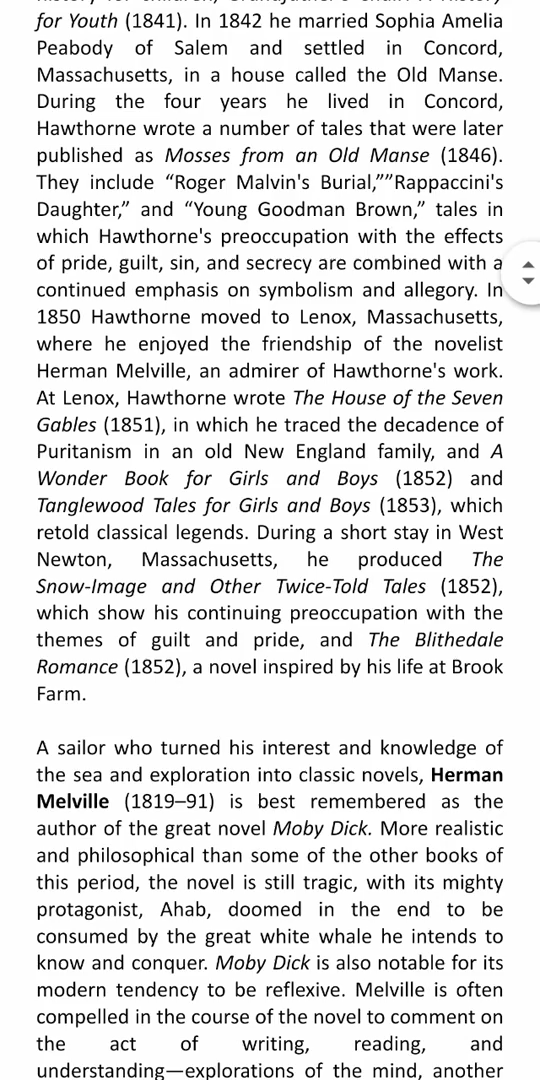 for Youth (1841). In 1842 he married Sophia Amelia
Peabody of Salem and settled in Concord,
Massachusetts, in a house called the Old Manse.
During the four years he lived in Concord,
Hawthorne wrote a number of tales that were later
published as Mosses from an Old Manse (1846).
They include “Roger Malvin's Burial,””Rappaccini's
Daughter,” and “Young Goodman Brown,” tales in
which Hawthorne's preoccupation with the effects
of pride, guilt, sin, and secrecy are combined with a
continued emphasis on symbolism and allegory. In
1850 Hawthorne moved to Lenox, Massachusetts,
where he enjoyed the friendship of the novelist
Herman Melville, an admirer of Hawthorne's work.
At Lenox, Hawthorne wrote The House of the Seven
Gables (1851), in which he traced the decadence of
Puritanism in an old New England family, and A
Wonder Book for Girls and Boys (1852) and
Tanglewood Tales for Girls and Boys (1853), which
retold classical legends. During a short stay in West
Newton, Massachusetts, he produced The
Snow-Image and Other Twice-Told Tales (1852),
which show his continuing preoccupation with the
themes of guilt and pride, and The Blithedale
Romance (1852), a novel inspired by his life at Brook
Farm.
A sailor who turned his interest and knowledge of
the sea and exploration into classic novels, Herman
Melville (1819–91) is best remembered as the
author of the great novel Moby Dick. More realistic
and philosophical than some of the other books of
this period, the novel is still tragic, with its mighty
protagonist, Ahab, doomed in the end to be
consumed by the great white whale he intends to
know and conquer. Moby Dick is also notable for its
modern tendency to be reflexive. Melville is often
compelled in the course of the novel to comment on
the act of writing, reading, and
understanding—explorations of the mind, another